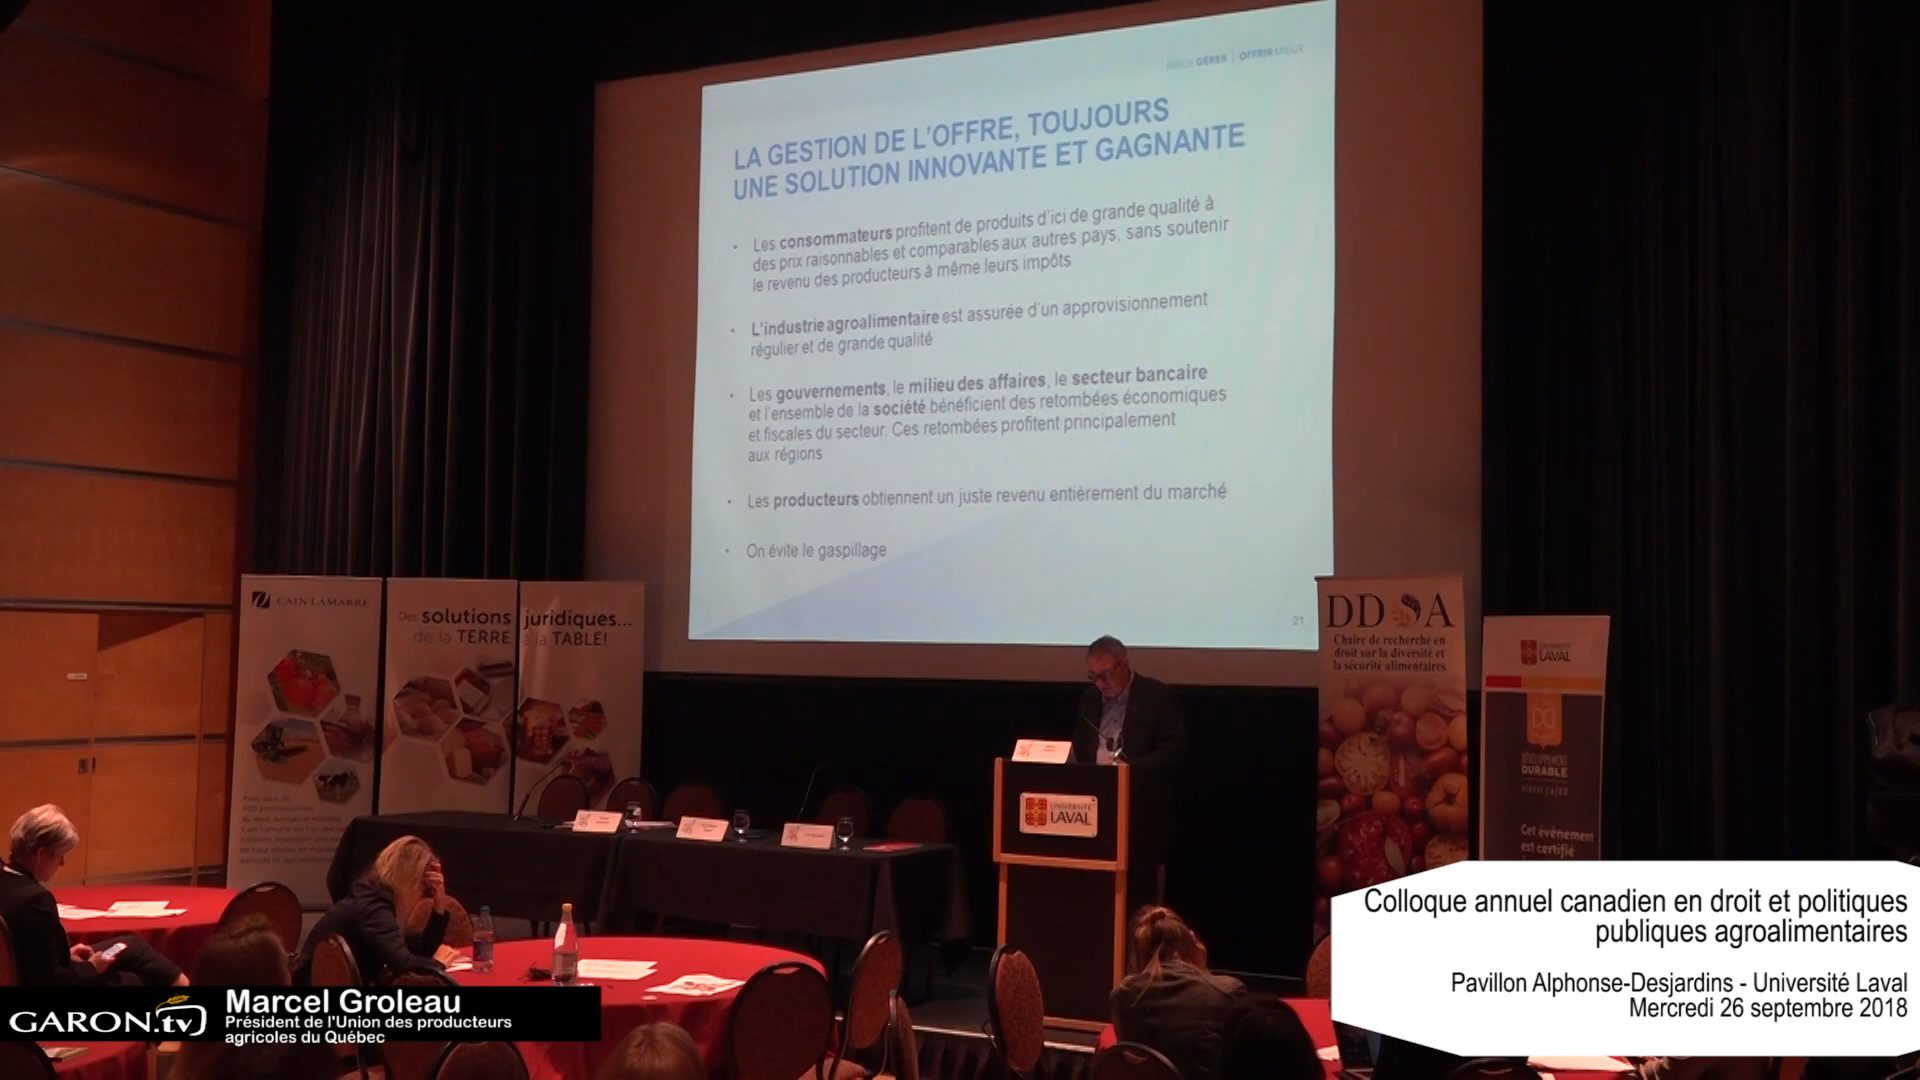 MIEUX GÉRER | OFFRIR MIEUX
LA GESTION DE L'OFFRE, TOUJOURS
UNE SOLUTION INNOVANTE ET GAGNANTE
• Les consommateurs profitent de produits d'ici de grande qualité à
des prix raisonnables et comparables aux autres pays, sans soutenir
le revenu des producteurs à même leurs impôts
• L'industrie agroalimentaire est assurée d'un approvisionnement
régulier et de grande qualité
• Les gouvernements, le milieu des affaires, le secteur bancaire
et l'ensemble de la société bénéficient des retombées économiques
et fiscales du secteur. Ces retombées profitent principalement
aux régions
• Les producteurs obtiennent un juste revenu entièrement du marché
• On évite le gaspillage
21
CAIN LAMARRE
Des solutions juridiques...
de la TERRE à la TABLE!
DDSA
Chaire de recherche en
droit sur la diversité et
la sécurité alimentaires
UNIVERSITÉ
LAVAL
DÉVELOPPEMENT
DURABLE
Cet événement
est certifié
UNIVERSITÉ
LAVAL
GARON.tv
Marcel Groleau
Président de l'Union des producteurs
agricoles du Québec
Colloque annuel canadien en droit et politiques
publiques agroalimentaires
Pavillon Alphonse-Desjardins - Université Laval
Mercredi 26 septembre 2018